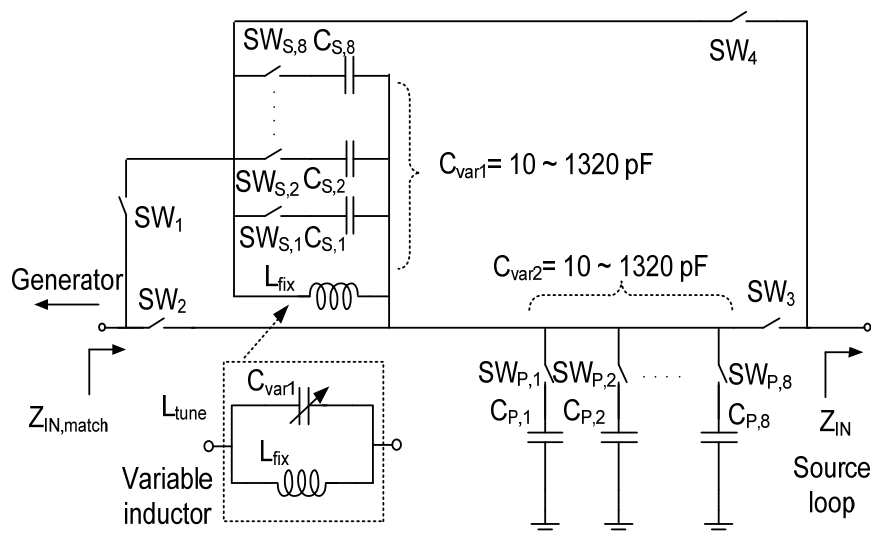 SW_S,8 C_S,8
SW_4
C_var1 = 10 ~ 1320 pF
SW_S,2 C_S,2
SW_1
SW_S,1 C_S,1
Generator
L_fix
C_var2 = 10 ~ 1320 pF
SW_2
SW_3
Z_IN,match
C_var1
L_tune
L_fix
Variable
inductor
SW_P,1 SW_P,2 SW_P,8
C_P,1 C_P,2 C_P,8
Z_IN
Source
loop